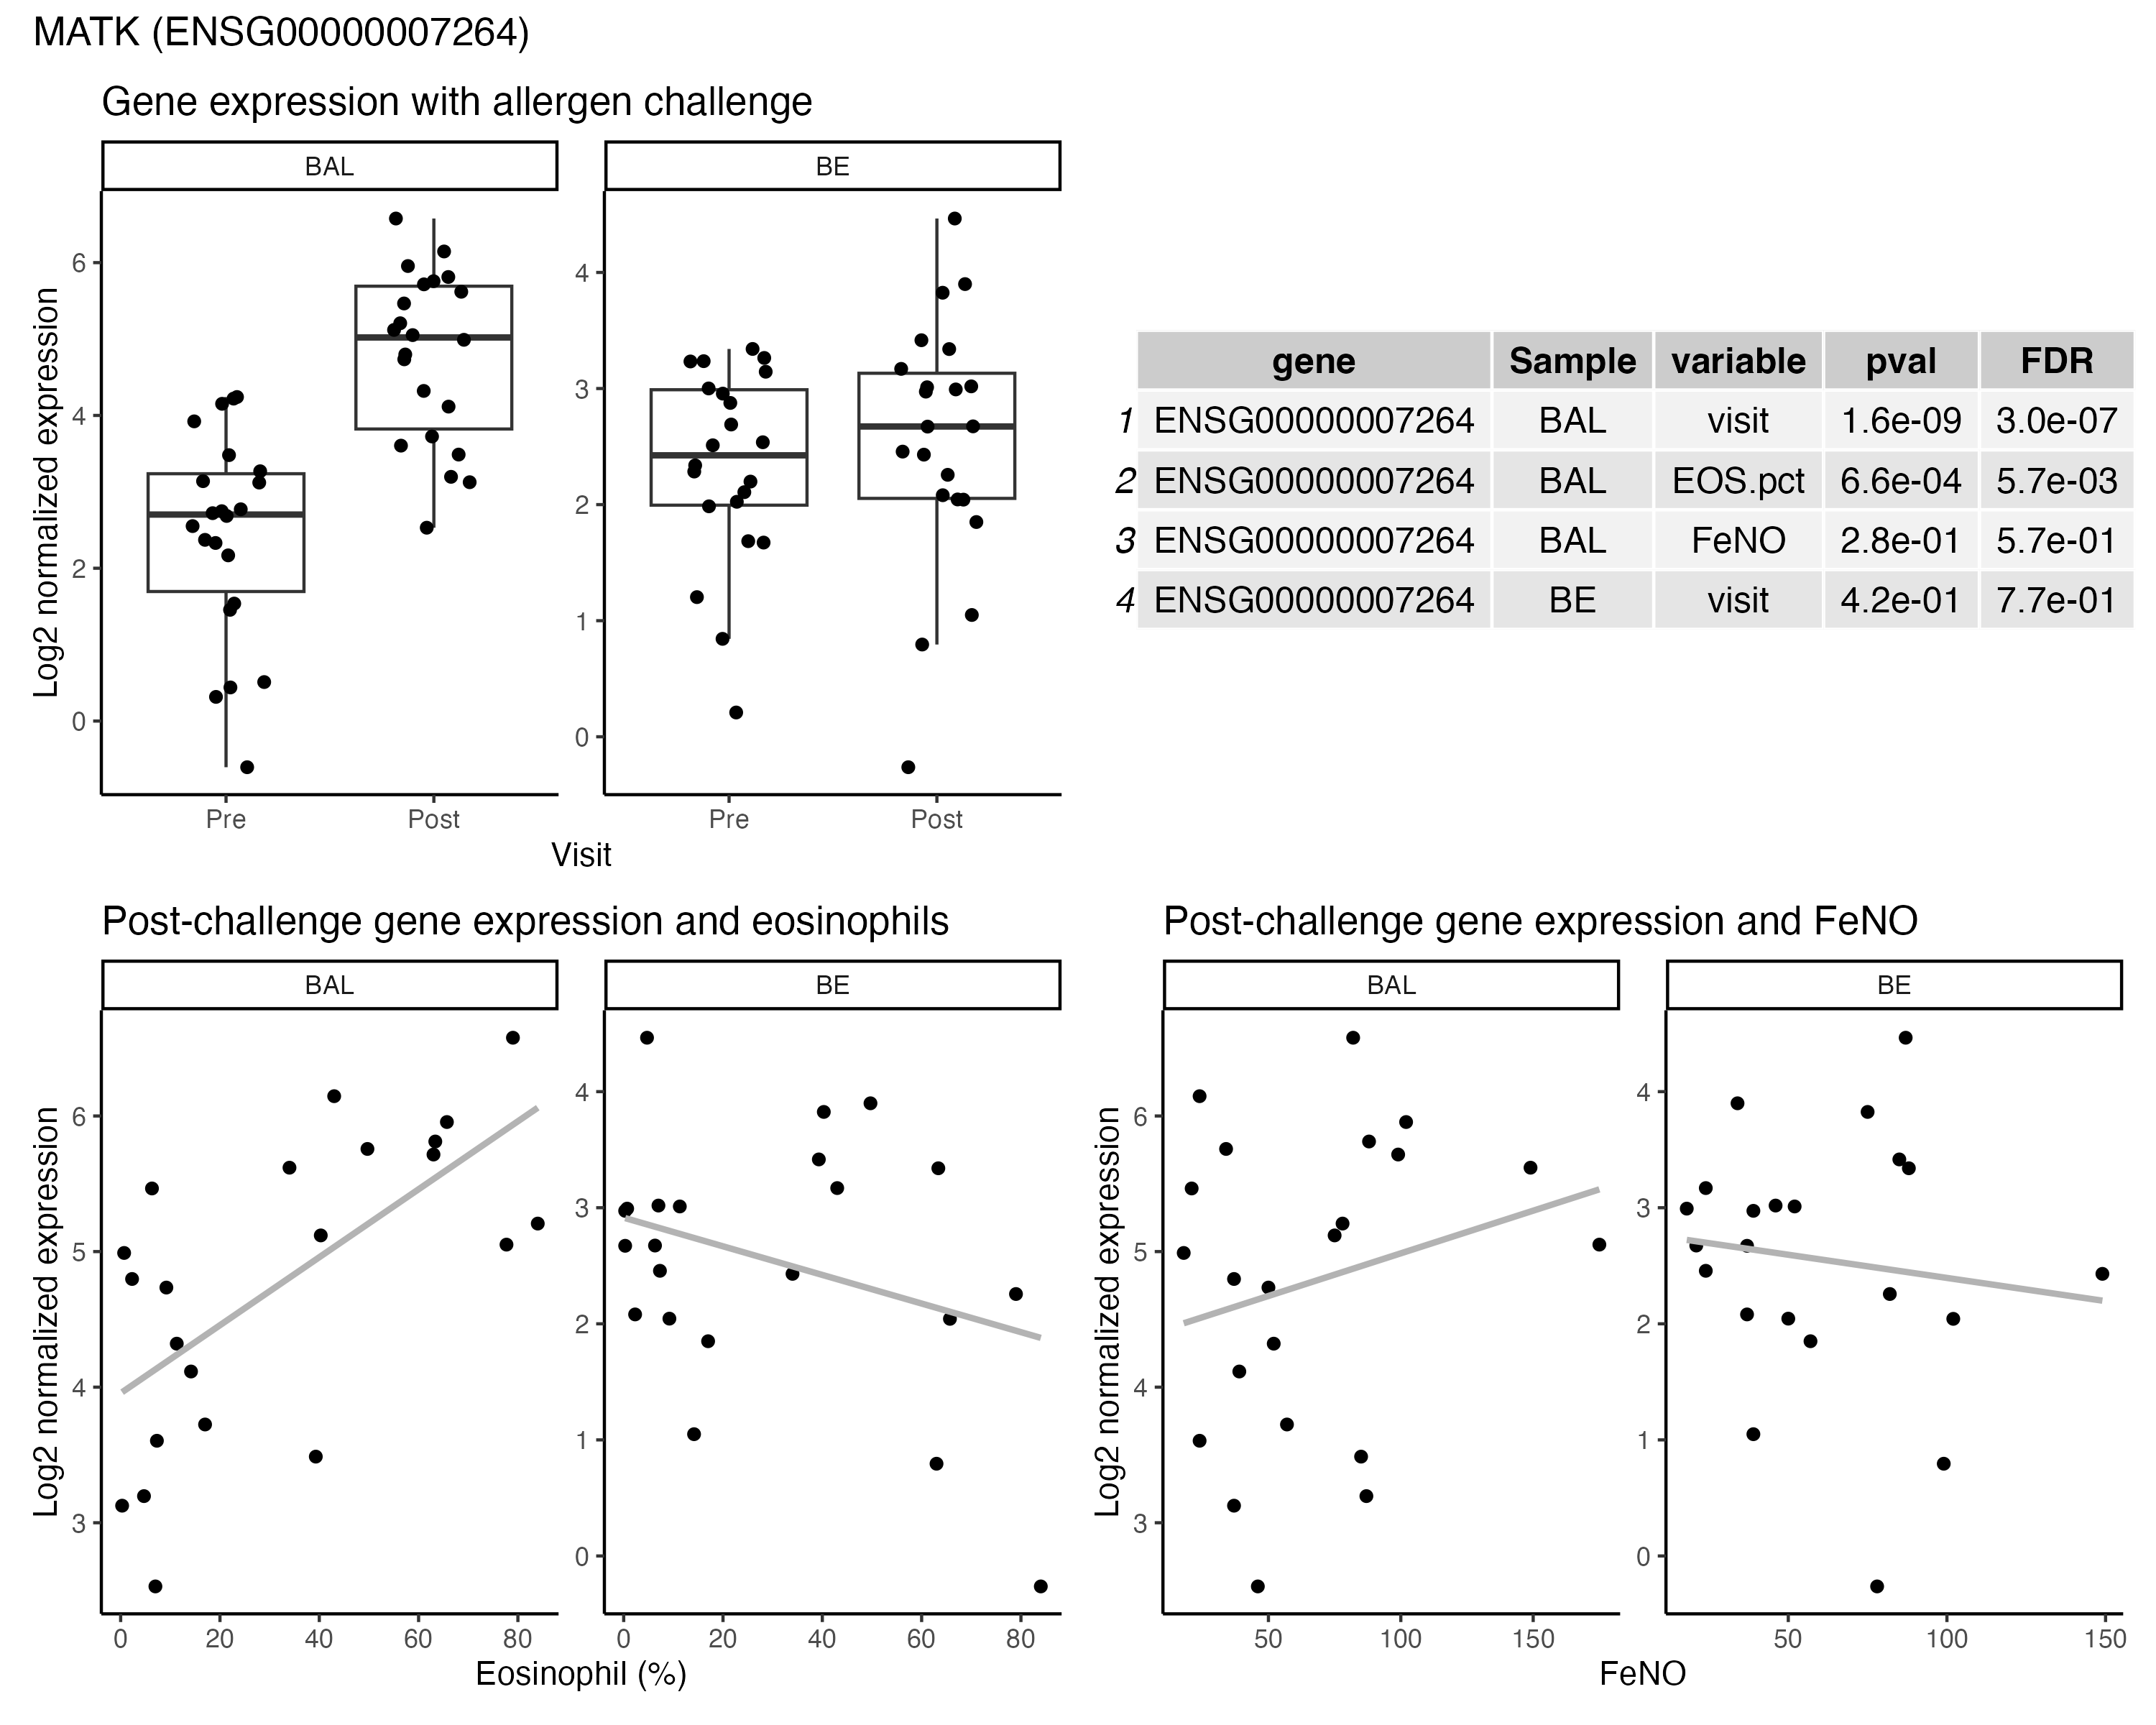 MATK (ENSG00000007264)
Gene expression with allergen challenge
BAL
BE
Log2 normalized expression
6
4
2
0
4
3
2
1
0
Pre
Post
Pre
Post
Visit
gene Sample variable pval FDR
1 ENSG00000007264 BAL visit 1.6e-09 3.0e-07
2 ENSG00000007264 BAL EOS.pct 6.6e-04 5.7e-03
3 ENSG00000007264 BAL FeNO 2.8e-01 5.7e-01
4 ENSG00000007264 BE visit 4.2e-01 7.7e-01
Post-challenge gene expression and eosinophils
BAL
BE
Log2 normalized expression
6
5
4
3
4
3
2
1
0
0 20 40 60 80
0 20 40 60 80
Eosinophil (%)
Post-challenge gene expression and FeNO
BAL
BE
Log2 normalized expression
6
5
4
3
4
3
2
1
0
50 100 150
50 100 150
FeNO